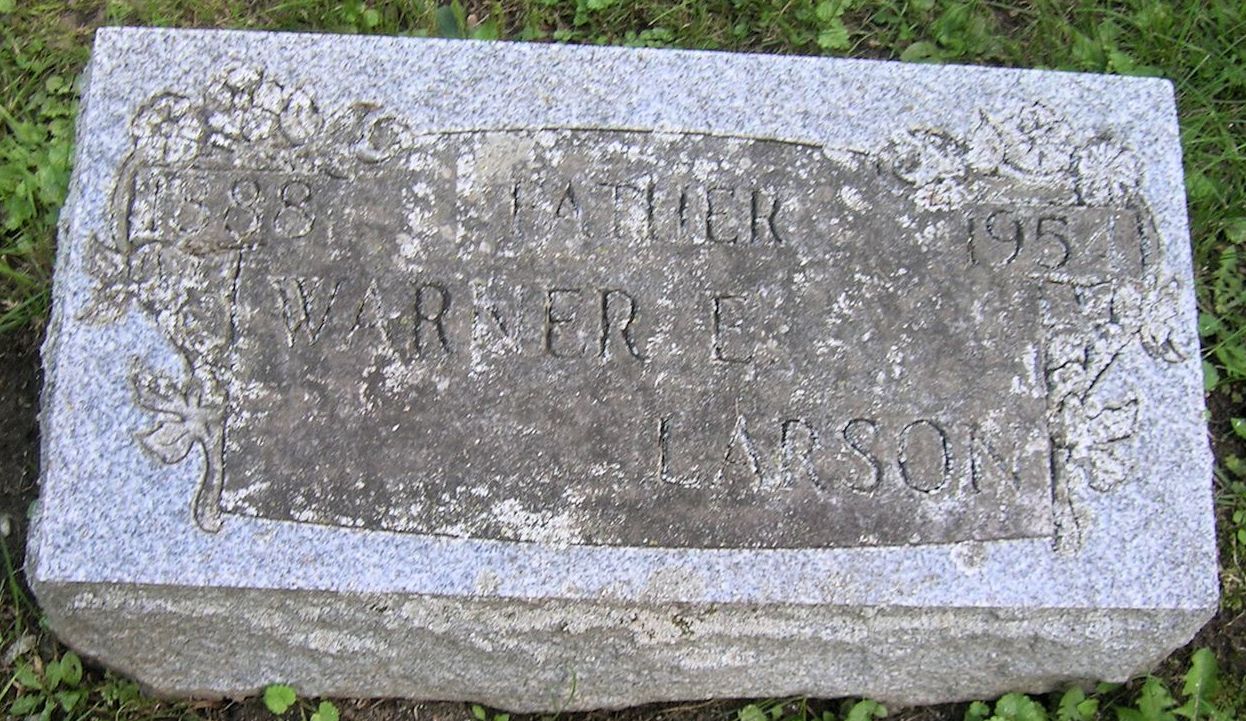 1888 FATHER 1954
WARNER E
LARSON